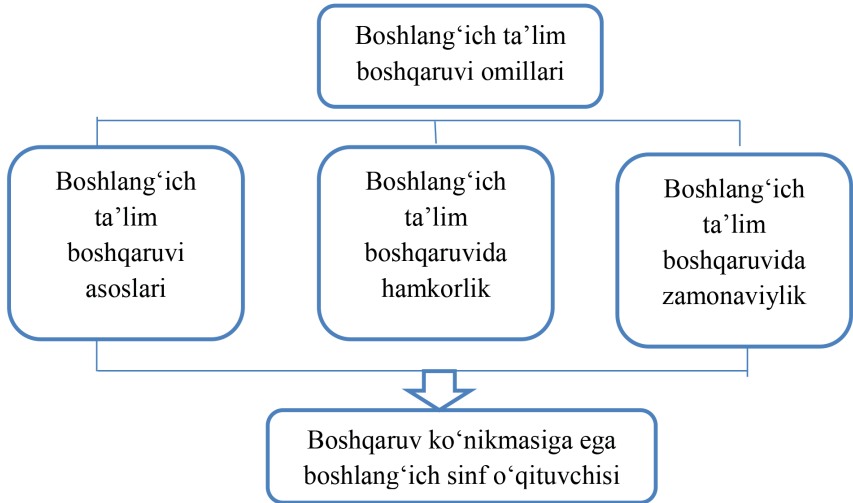 Boshlang‘ich ta’lim
boshqaruvi omillari
Boshlang‘ich
ta’lim
boshqaruvi
asoslari
Boshlang‘ich
ta’lim
boshqaruvida
hamkorlik
Boshlang‘ich
ta’lim
boshqaruvida
zamonaviylik
Boshqaruv ko‘nikmasiga ega
boshlang‘ich sinf o‘qituvchisi